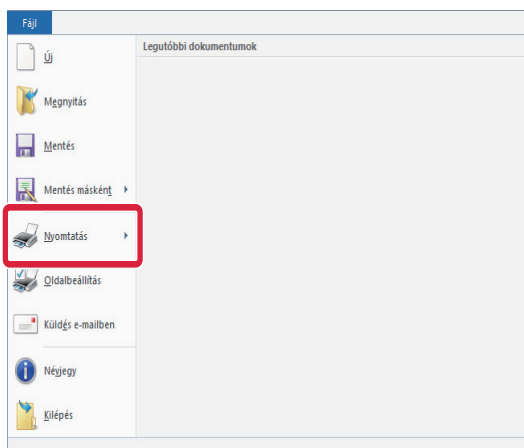 Fájl
Legutóbbi dokumentumok
Új
Megnyitás
Mentés
Mentés másként
Nyomtatás
Oldalbeállítás
Küldés e-mailben
Névjegy
Kilépés